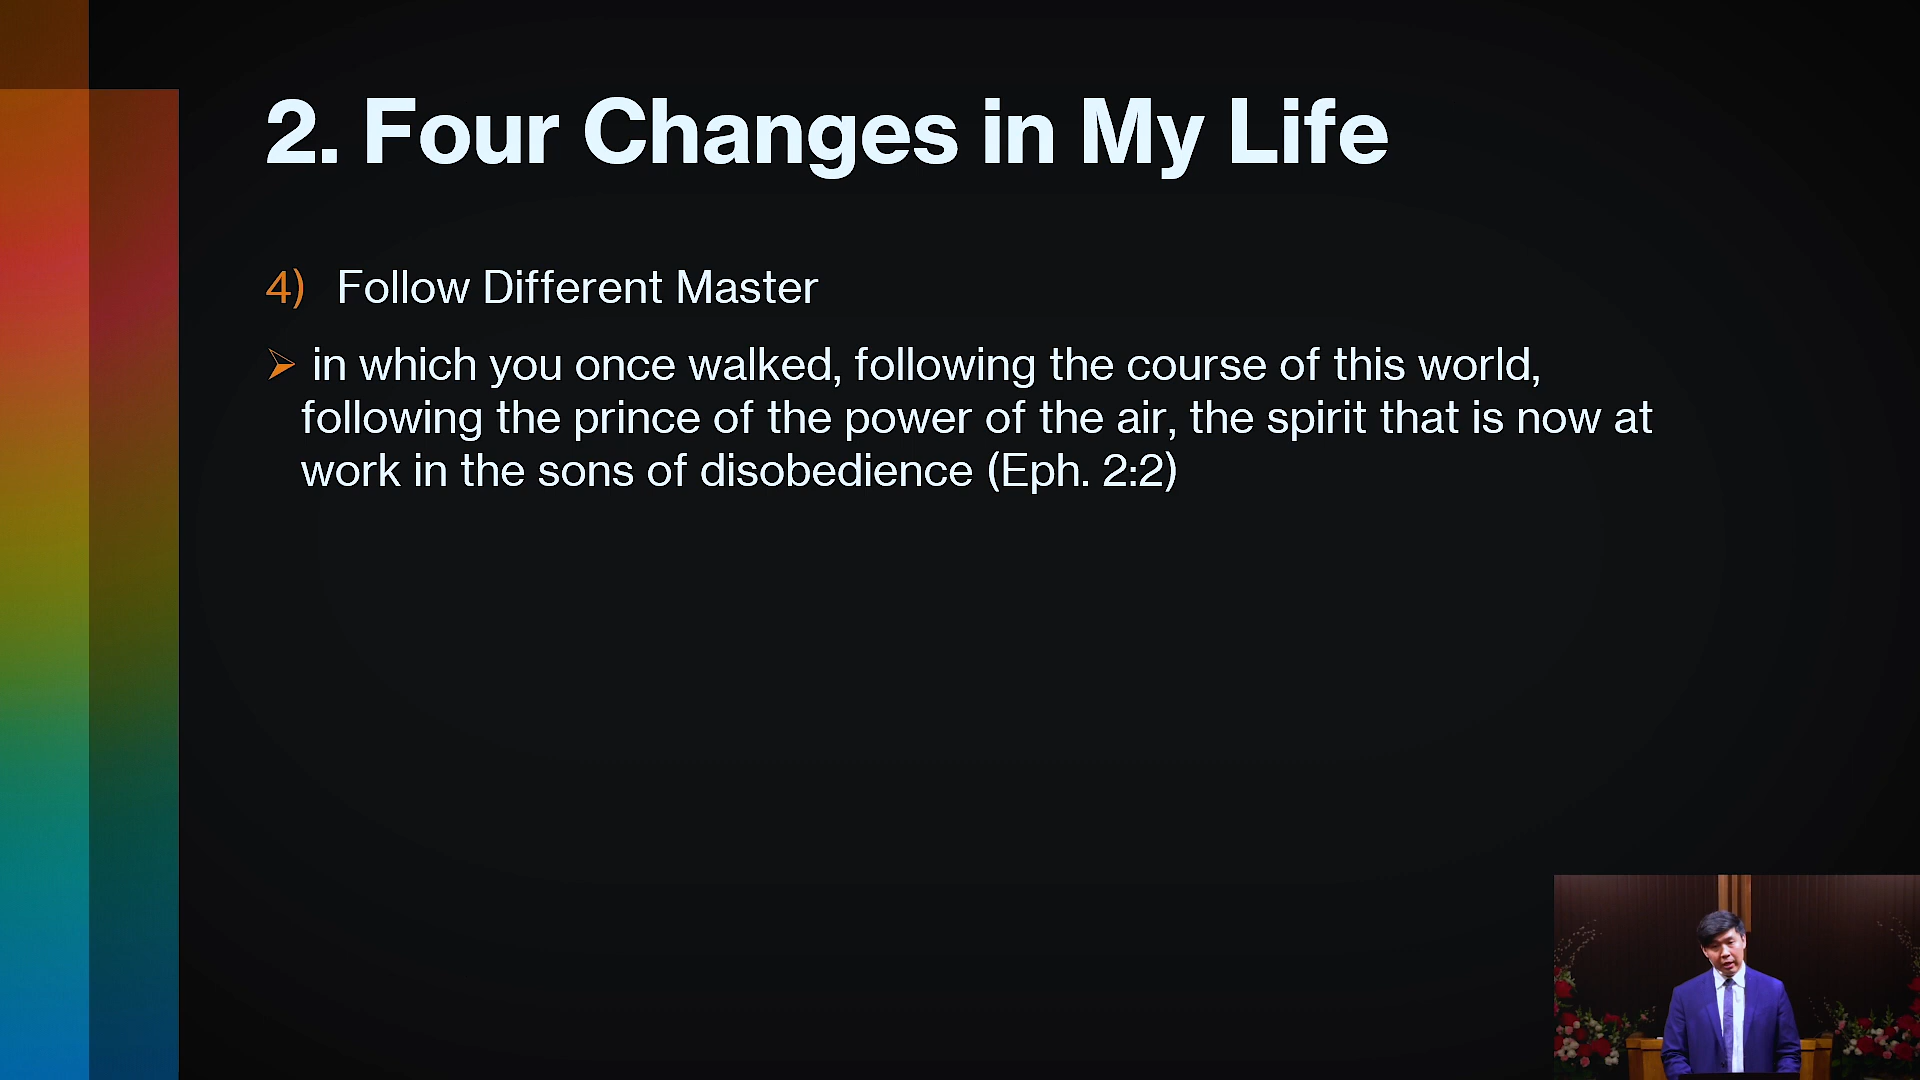 2. Four Changes in My Life
4) Follow Different Master
➢ in which you once walked, following the course of this world,
following the prince of the power of the air, the spirit that is now at
work in the sons of disobedience (Eph. 2:2)